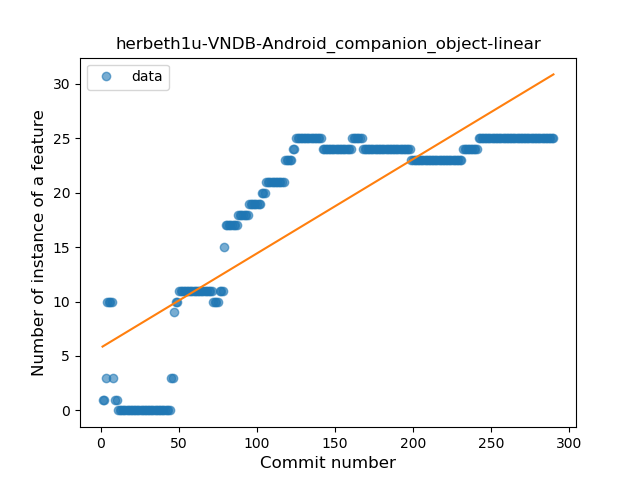 herbeth1u-VNDB-Android_companion_object-linear
data
Number of instance of a feature
30
25
20
15
10
5
0
0 50 100 150 200 250 300
Commit number